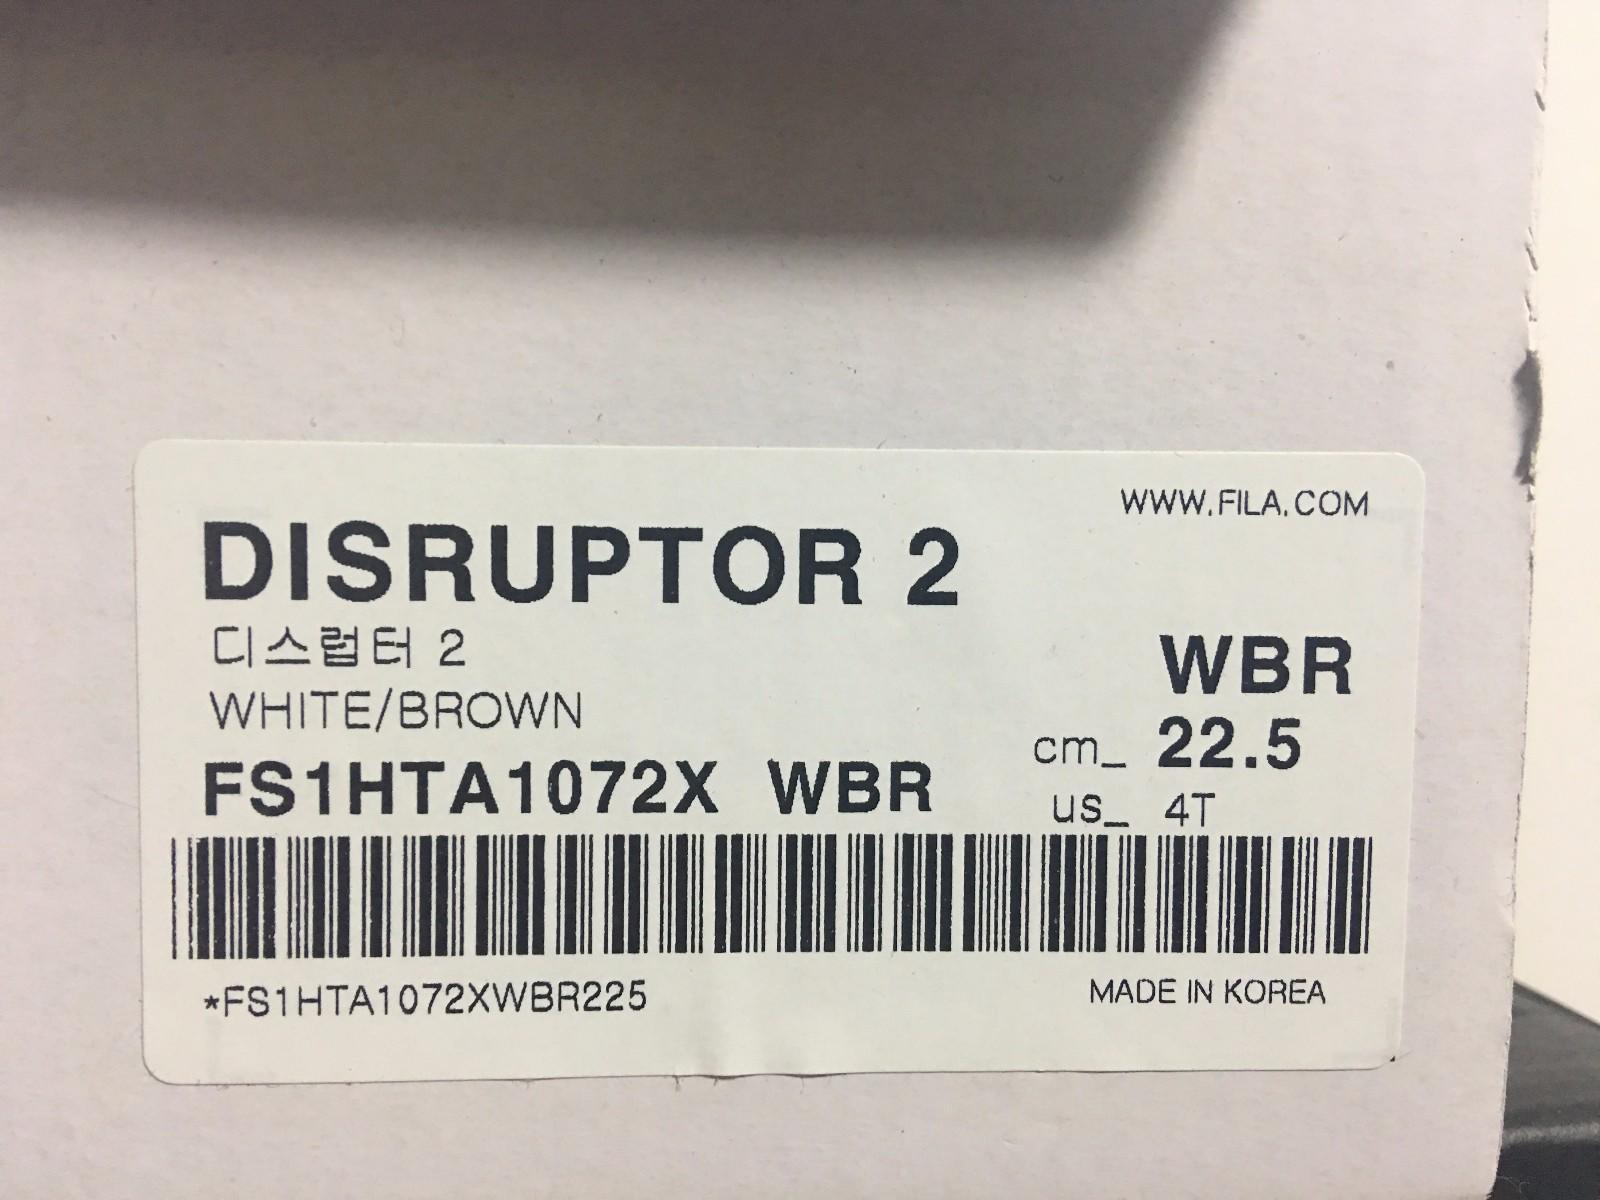 WWW.FILA.COM
DISRUPTOR 2
디스럽터 2
WHITE/BROWN
WBR
FS1HTA1072X WBR
cm_ 22.5
us_ 4T
*FS1HTA1072XWBR225
MADE IN KOREA